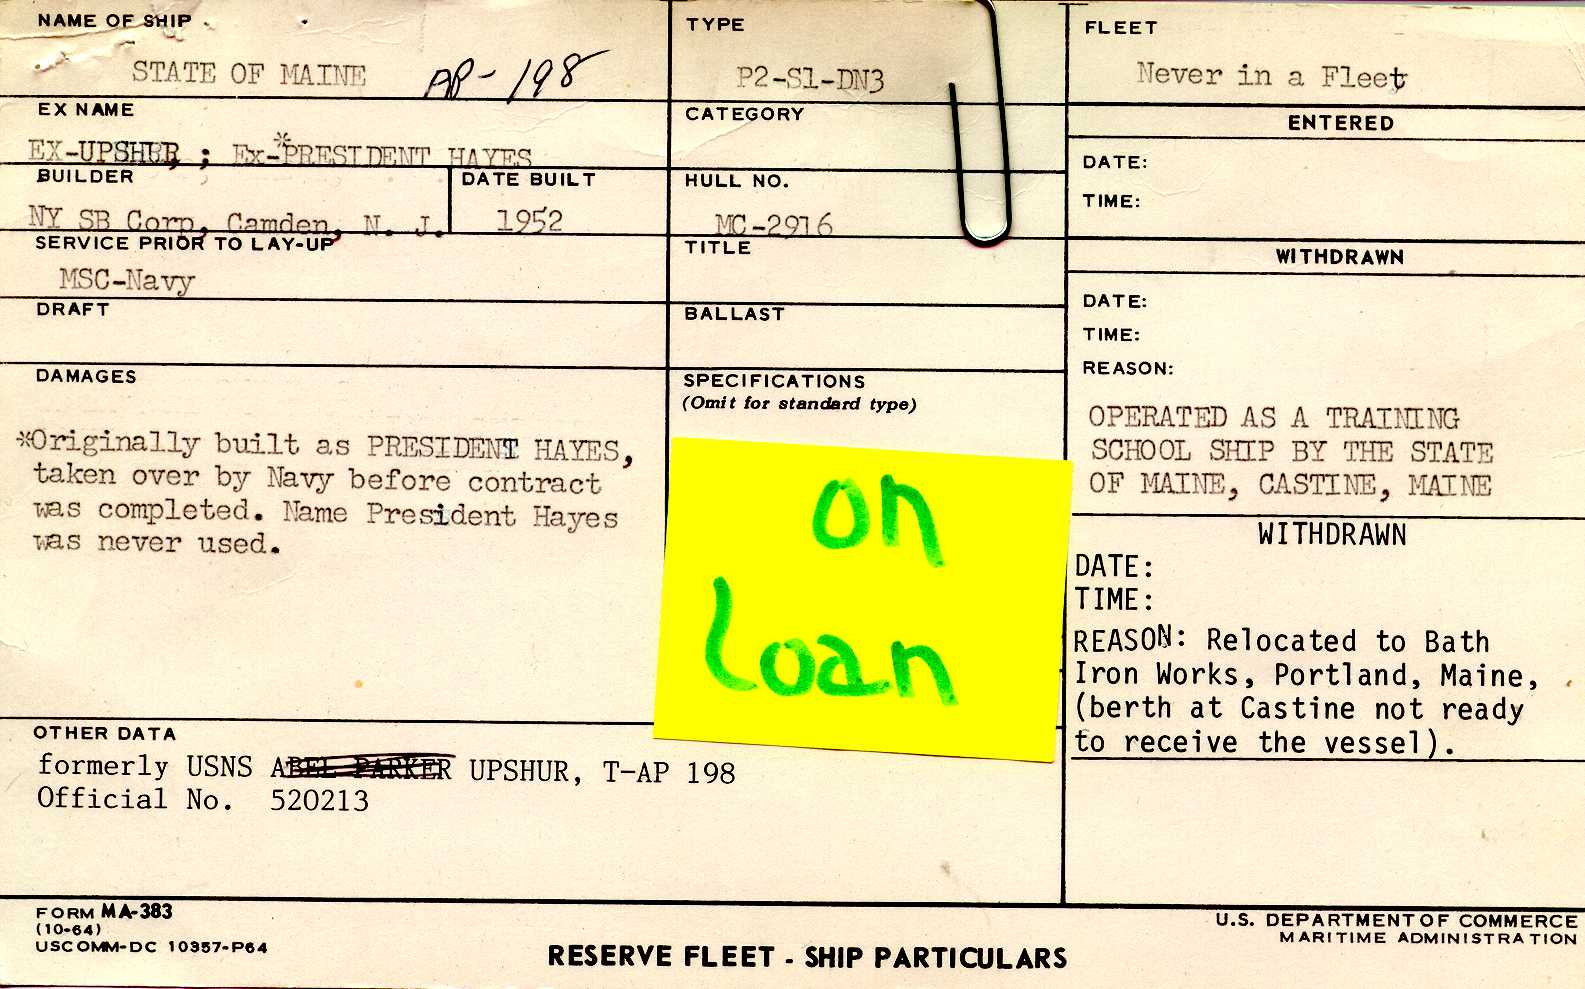 NAME OF SHIP
STATE OF MAINE AP-198
EX NAME
EX-UPSHUR ; Ex-*PRESIDENT HAYES
BUILDER
NY SB Corp, Camden, N. J.
DATE BUILT
1952
SERVICE PRIOR TO LAY-UP
MSC-Navy
DRAFT
DAMAGES
*Originally built as PRESIDENT HAYES,
taken over by Navy before contract
was completed. Name President Hayes
was never used.
TYPE
P2-S1-DN3
CATEGORY
HULL NO.
MC-2916
TITLE
BALLAST
SPECIFICATIONS
(Omit for standard type)
on
Loan
FLEET
Never in a Fleet
ENTERED
DATE:
TIME:
WITHDRAWN
DATE:
TIME:
REASON:
OPERATED AS A TRAINING
SCHOOL SHIP BY THE STATE
OF MAINE, CASTINE, MAINE
WITHDRAWN
DATE:
TIME:
REASON: Relocated to Bath
Iron Works, Portland, Maine,
(berth at Castine not ready
to receive the vessel).
OTHER DATA
formerly USNS ABEL PARKER UPSHUR, T-AP 198
Official No. 520213
FORM MA-383
(10-64)
USCOMM-DC 10357-P64
RESERVE FLEET - SHIP PARTICULARS
U.S. DEPARTMENT OF COMMERCE
MARITIME ADMINISTRATION